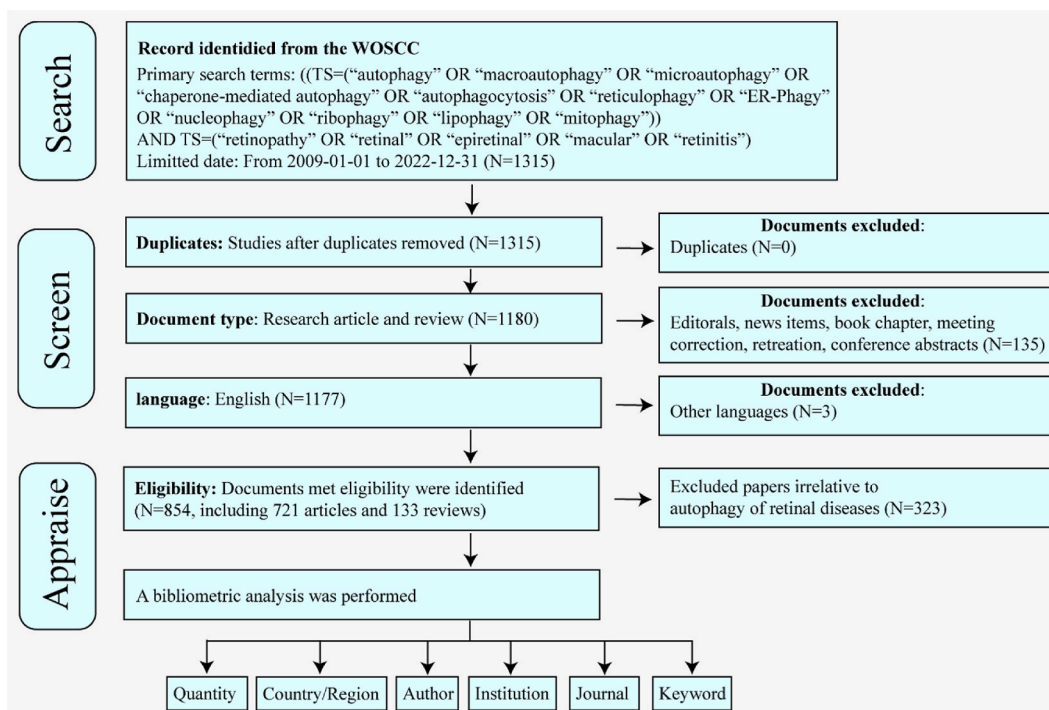 Search
Record identidied from the WOSCC
Primary search terms: ((TS=(“autophagy” OR “macroautophagy” OR “microautophagy” OR
“chaperone-mediated autophagy” OR “autophagocytosis” OR “reticulophagy” OR “ER-Phagy”
OR “nucleophagy” OR “ribophagy” OR “lipophagy” OR “mitophagy”))
AND TS=(“retinopathy” OR “retinal” OR “epiretinal” OR “macular” OR “retinitis”)
Limitted date: From 2009-01-01 to 2022-12-31 (N=1315)
Screen
Duplicates: Studies after duplicates removed (N=1315)
Documents excluded:
Duplicates (N=0)
Document type: Research article and review (N=1180)
Documents excluded:
Editorals, news items, book chapter, meeting
correction, retreation, conference abstracts (N=135)
language: English (N=1177)
Documents excluded:
Other languages (N=3)
Appraise
Eligibility: Documents met eligibility were identified
(N=854, including 721 articles and 133 reviews)
Excluded papers irrelative to
autophagy of retinal diseases (N=323)
A bibliometric analysis was performed
Quantity
Country/Region
Author
Institution
Journal
Keyword